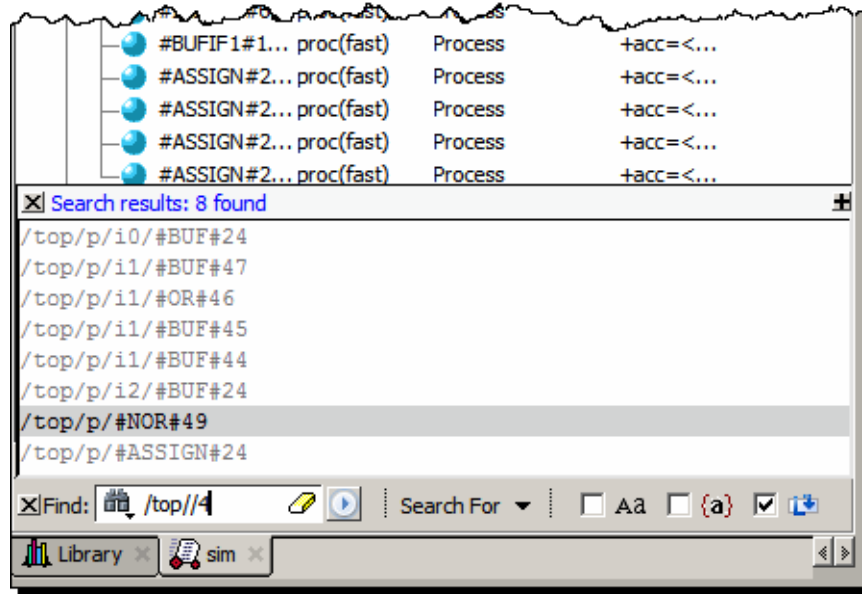 #BUFIF1#1... proc(fast) Process +acc=<...
#ASSIGN#2... proc(fast) Process +acc=<...
#ASSIGN#2... proc(fast) Process +acc=<...
#ASSIGN#2... proc(fast) Process +acc=<...
#ASSIGN#2... proc(fast) Process +acc=<...
Search results: 8 found
/top/p/i0/#BUF#24
/top/p/i1/#BUF#47
/top/p/i1/#OR#46
/top/p/i1/#BUF#45
/top/p/i1/#BUF#44
/top/p/i2/#BUF#24
/top/p/#NOR#49
/top/p/#ASSIGN#24
Find: /top//4 Search For Aa {a}
Library sim